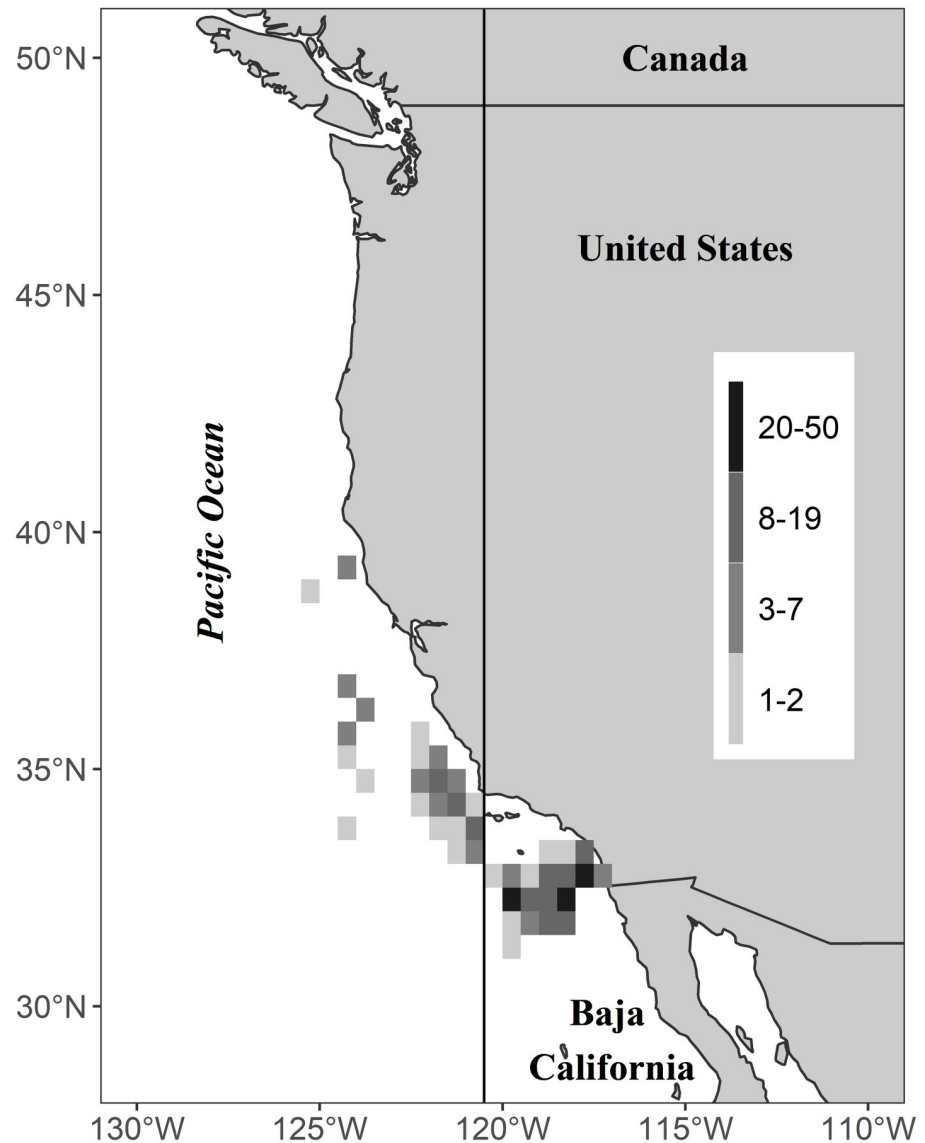 50°N
Canada
United States
45°N
20-50
8-19
3-7
1-2
Pacific Ocean
40°N
35°N
30°N
Baja
California
130°W
125°W
120°W
115°W
110°W